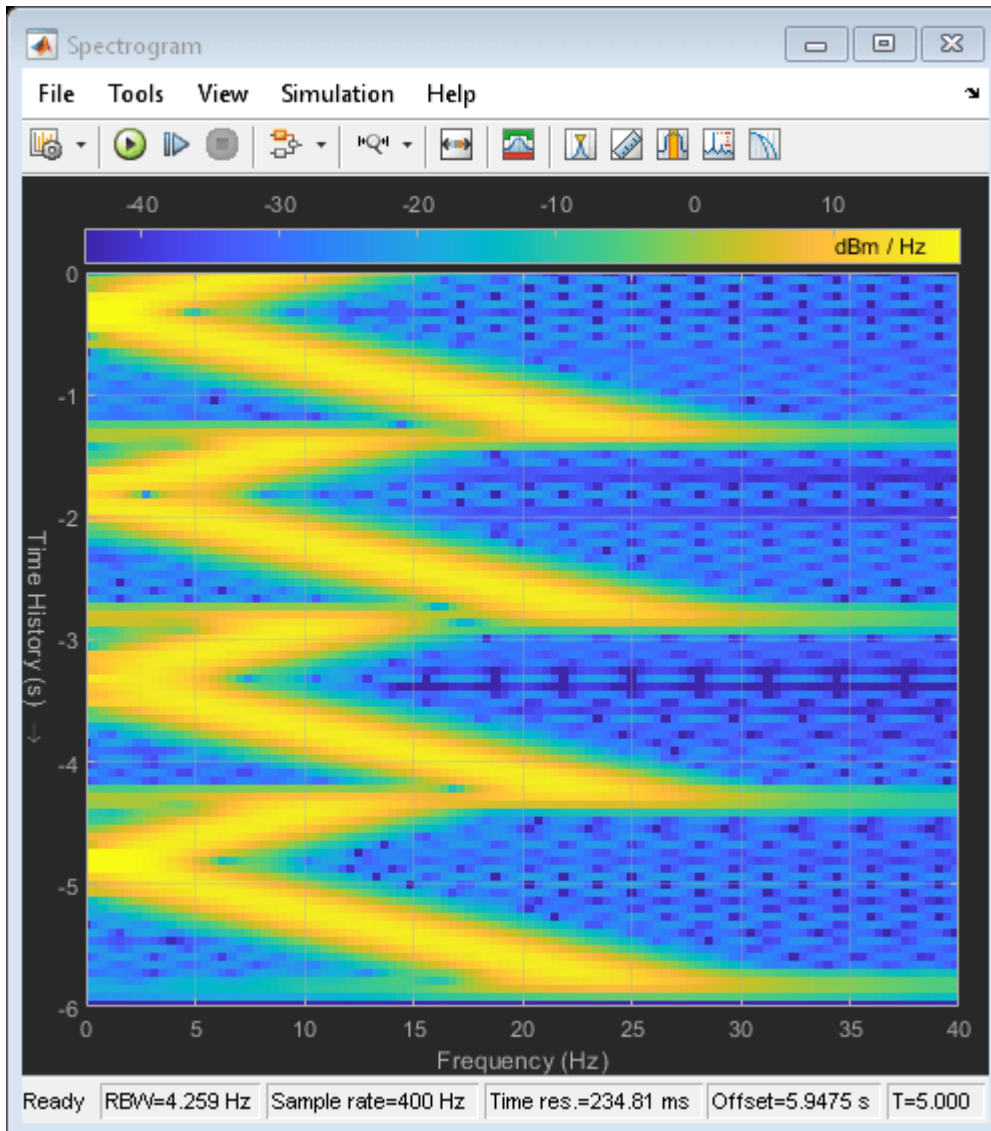 Spectrogram
File Tools View Simulation Help
-40 -30 -20 -10 0 10
dBm / Hz
0
-1
-2
-3
-4
-5
-6
Time History (s) →
0 5 10 15 20 25 30 35 40
Frequency (Hz)
Ready RBW=4.259 Hz Sample rate=400 Hz Time res.=234.81 ms Offset=5.9475 s T=5.000